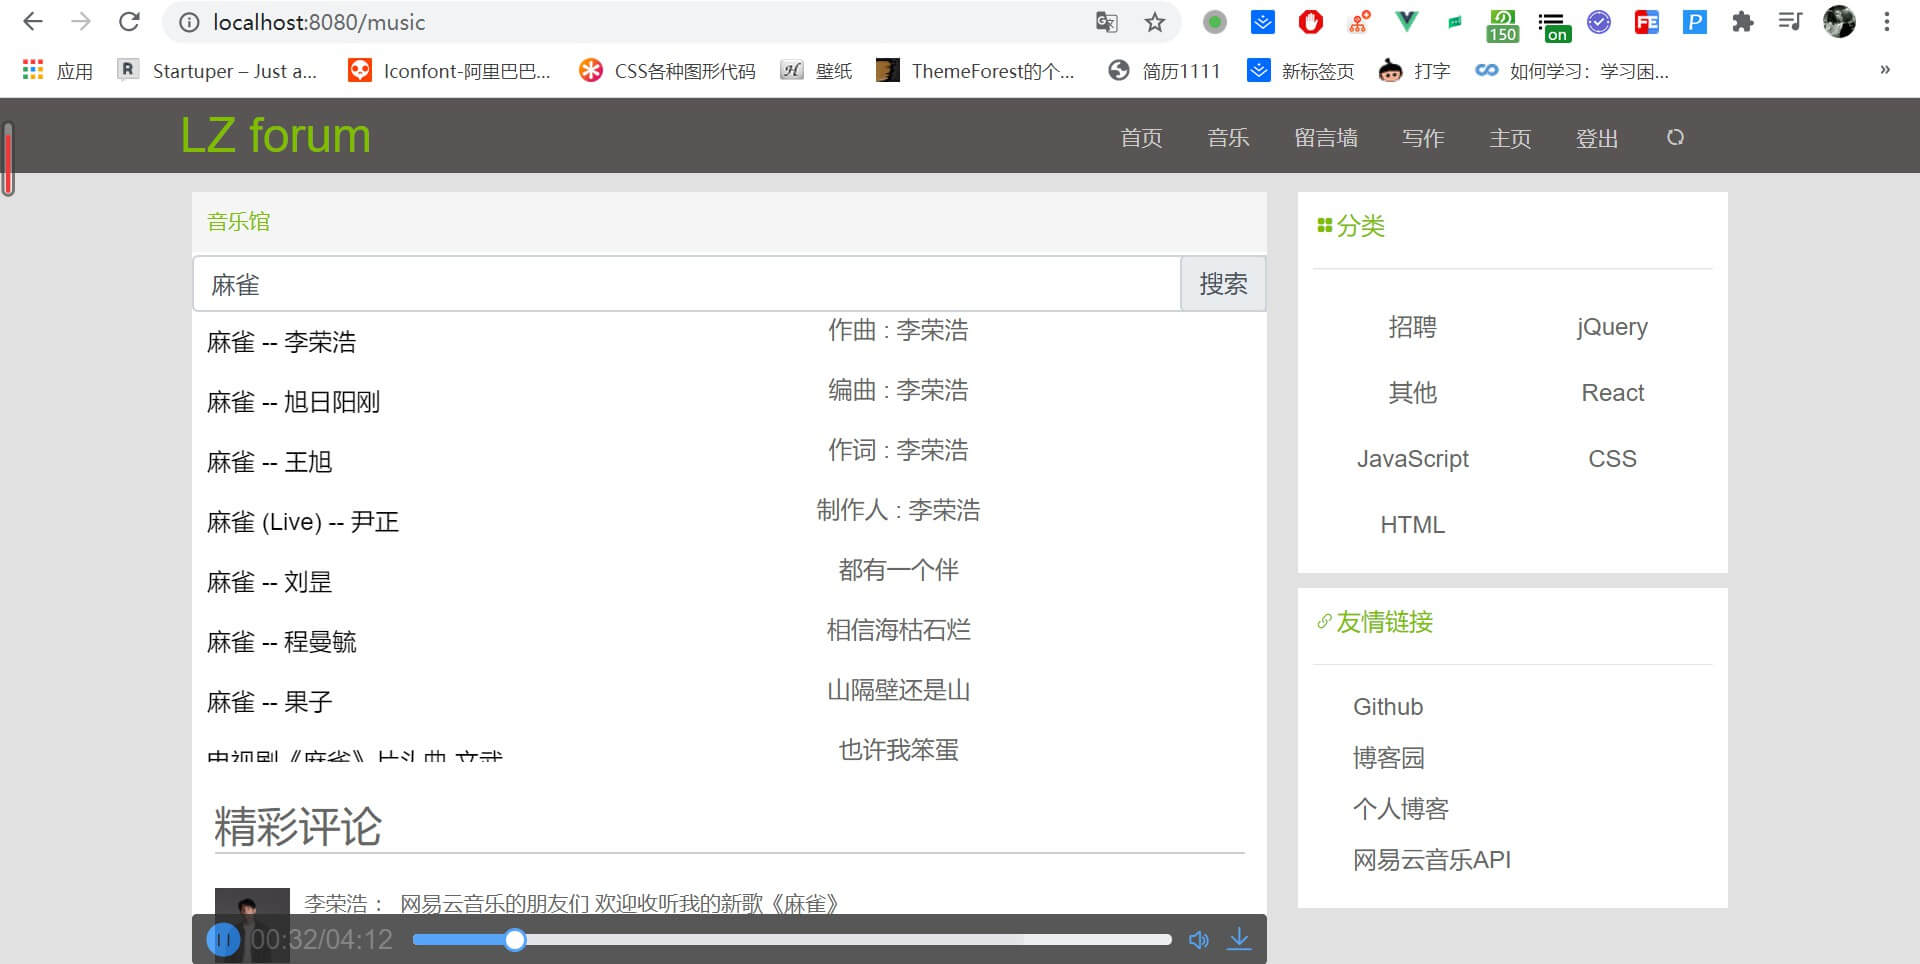 localhost:8080/music
150
on
应用
Startuper – Just a...
Iconfont-阿里巴巴...
CSS各种图形代码
壁纸
ThemeForest的个...
简历1111
新标签页
打字
如何学习：学习困...
»
LZ forum
首页
音乐
留言墙
写作
主页
登出
音乐馆
麻雀
搜索
麻雀 -- 李荣浩
麻雀 -- 旭日阳刚
麻雀 -- 王旭
麻雀 (Live) -- 尹正
麻雀 -- 刘罡
麻雀 -- 程曼毓
麻雀 -- 果子
电视剧《麻雀》片头曲 文武
作曲 : 李荣浩
编曲 : 李荣浩
作词 : 李荣浩
制作人 : 李荣浩
都有一个伴
相信海枯石烂
山隔壁还是山
也许我笨蛋
精彩评论
李荣浩： 网易云音乐的朋友们 欢迎收听我的新歌《麻雀》
00:32/04:12
分类
招聘
jQuery
其他
React
JavaScript
CSS
HTML
友情链接
Github
博客园
个人博客
网易云音乐API